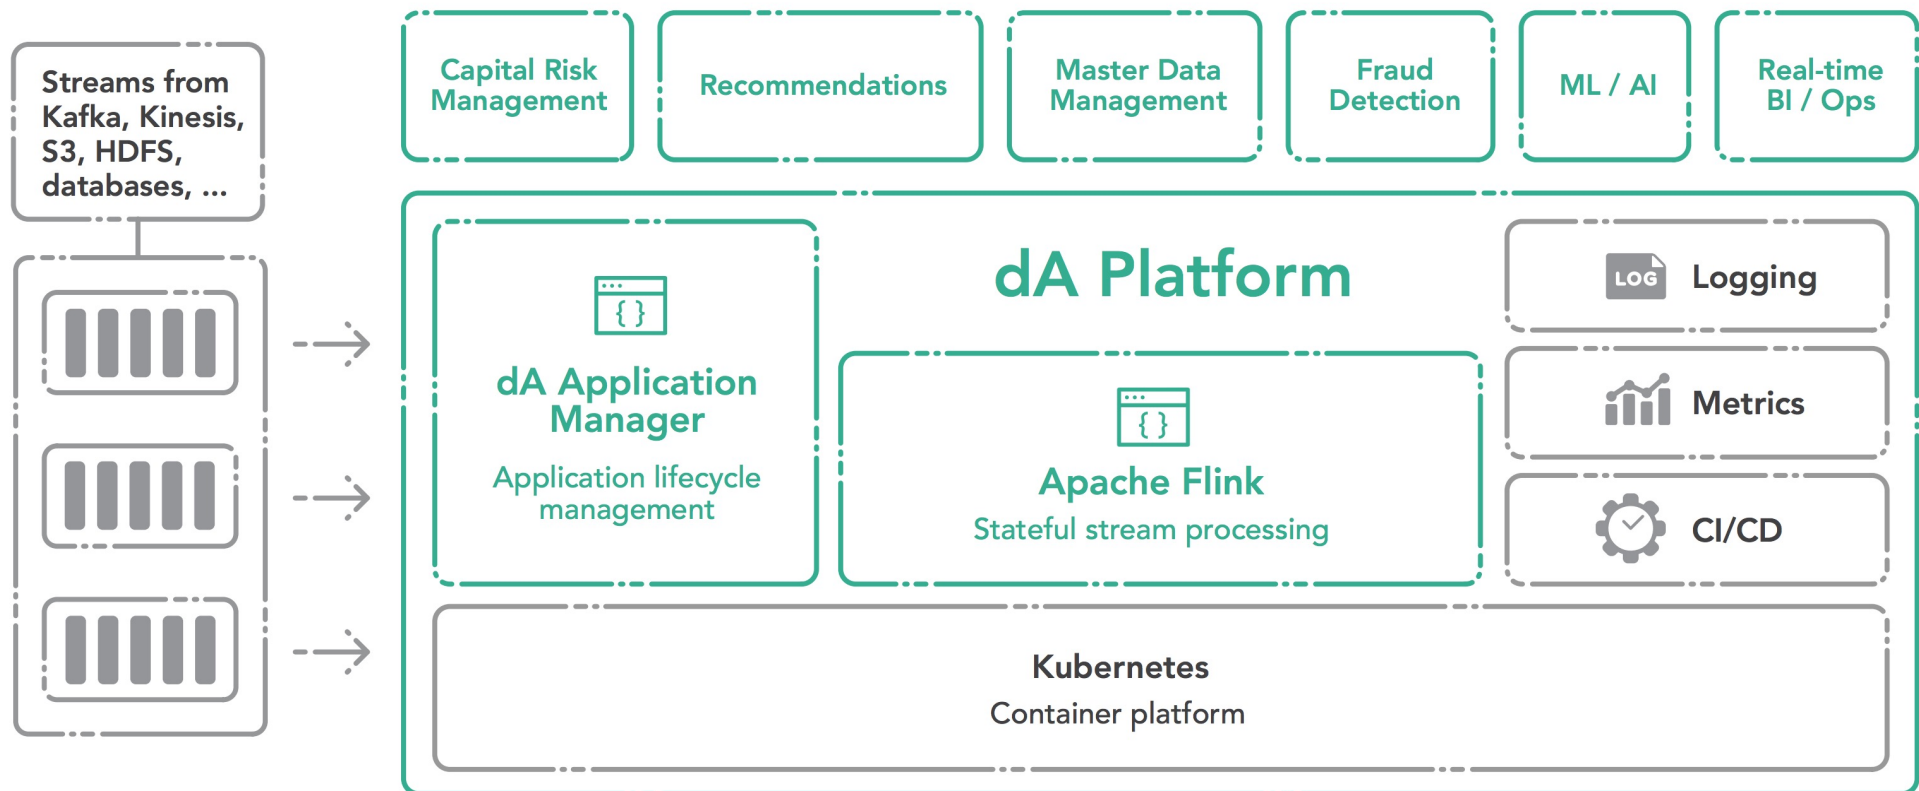 Streams from
Kafka, Kinesis,
S3, HDFS,
databases, ...
Capital Risk
Management
Recommendations
Master Data
Management
Fraud
Detection
ML / AI
Real-time
BI / Ops
dA Platform
{ }
dA Application
Manager
Application lifecycle
management
{ }
Apache Flink
Stateful stream processing
LOG
Logging
Metrics
CI/CD
Kubernetes
Container platform